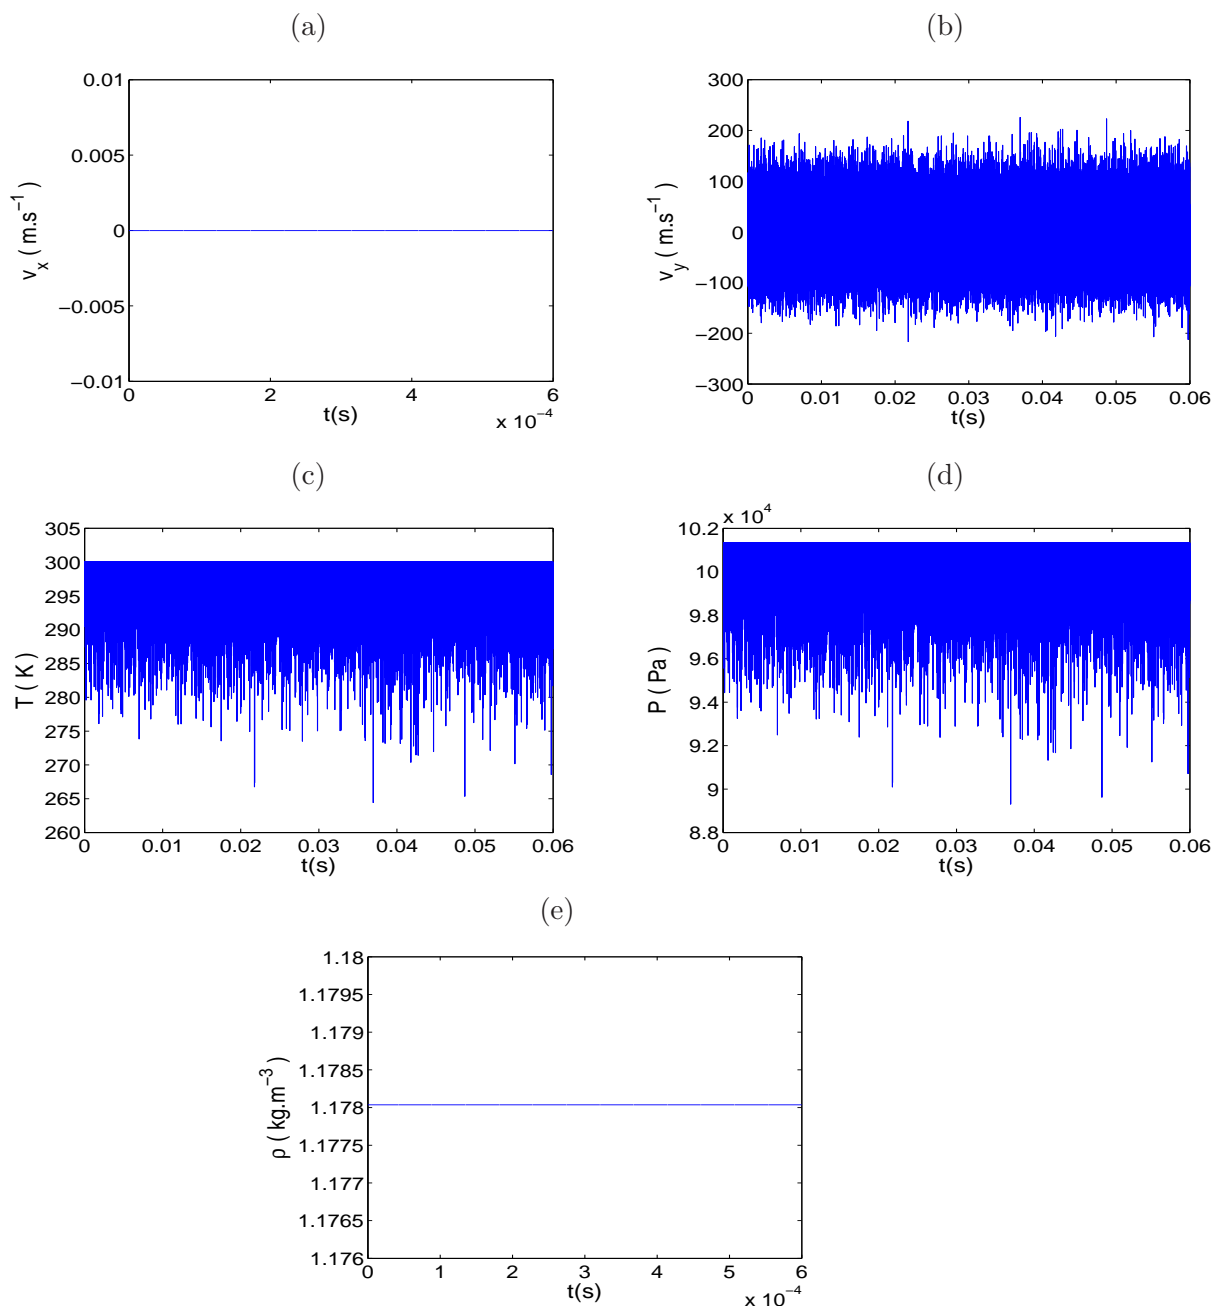 (a)
0.01
0.005
0
−0.005
−0.01
v_x ( m.s⁻¹ )
0 2 4 6
t(s)
x 10⁻⁴
(b)
300
200
100
0
−100
−200
−300
v_y ( m.s⁻¹ )
0 0.01 0.02 0.03 0.04 0.05 0.06
t(s)
(c)
305
300
295
290
285
280
275
270
265
260
T ( K )
0 0.01 0.02 0.03 0.04 0.05 0.06
t(s)
(d)
x 10⁴
10.2
10
9.8
9.6
9.4
9.2
9
8.8
P ( Pa )
0 0.01 0.02 0.03 0.04 0.05 0.06
t(s)
(e)
1.18
1.1795
1.179
1.1785
1.178
1.1775
1.177
1.1765
1.176
ρ ( kg.m⁻³ )
0 1 2 3 4 5 6
t(s)
x 10⁻⁴